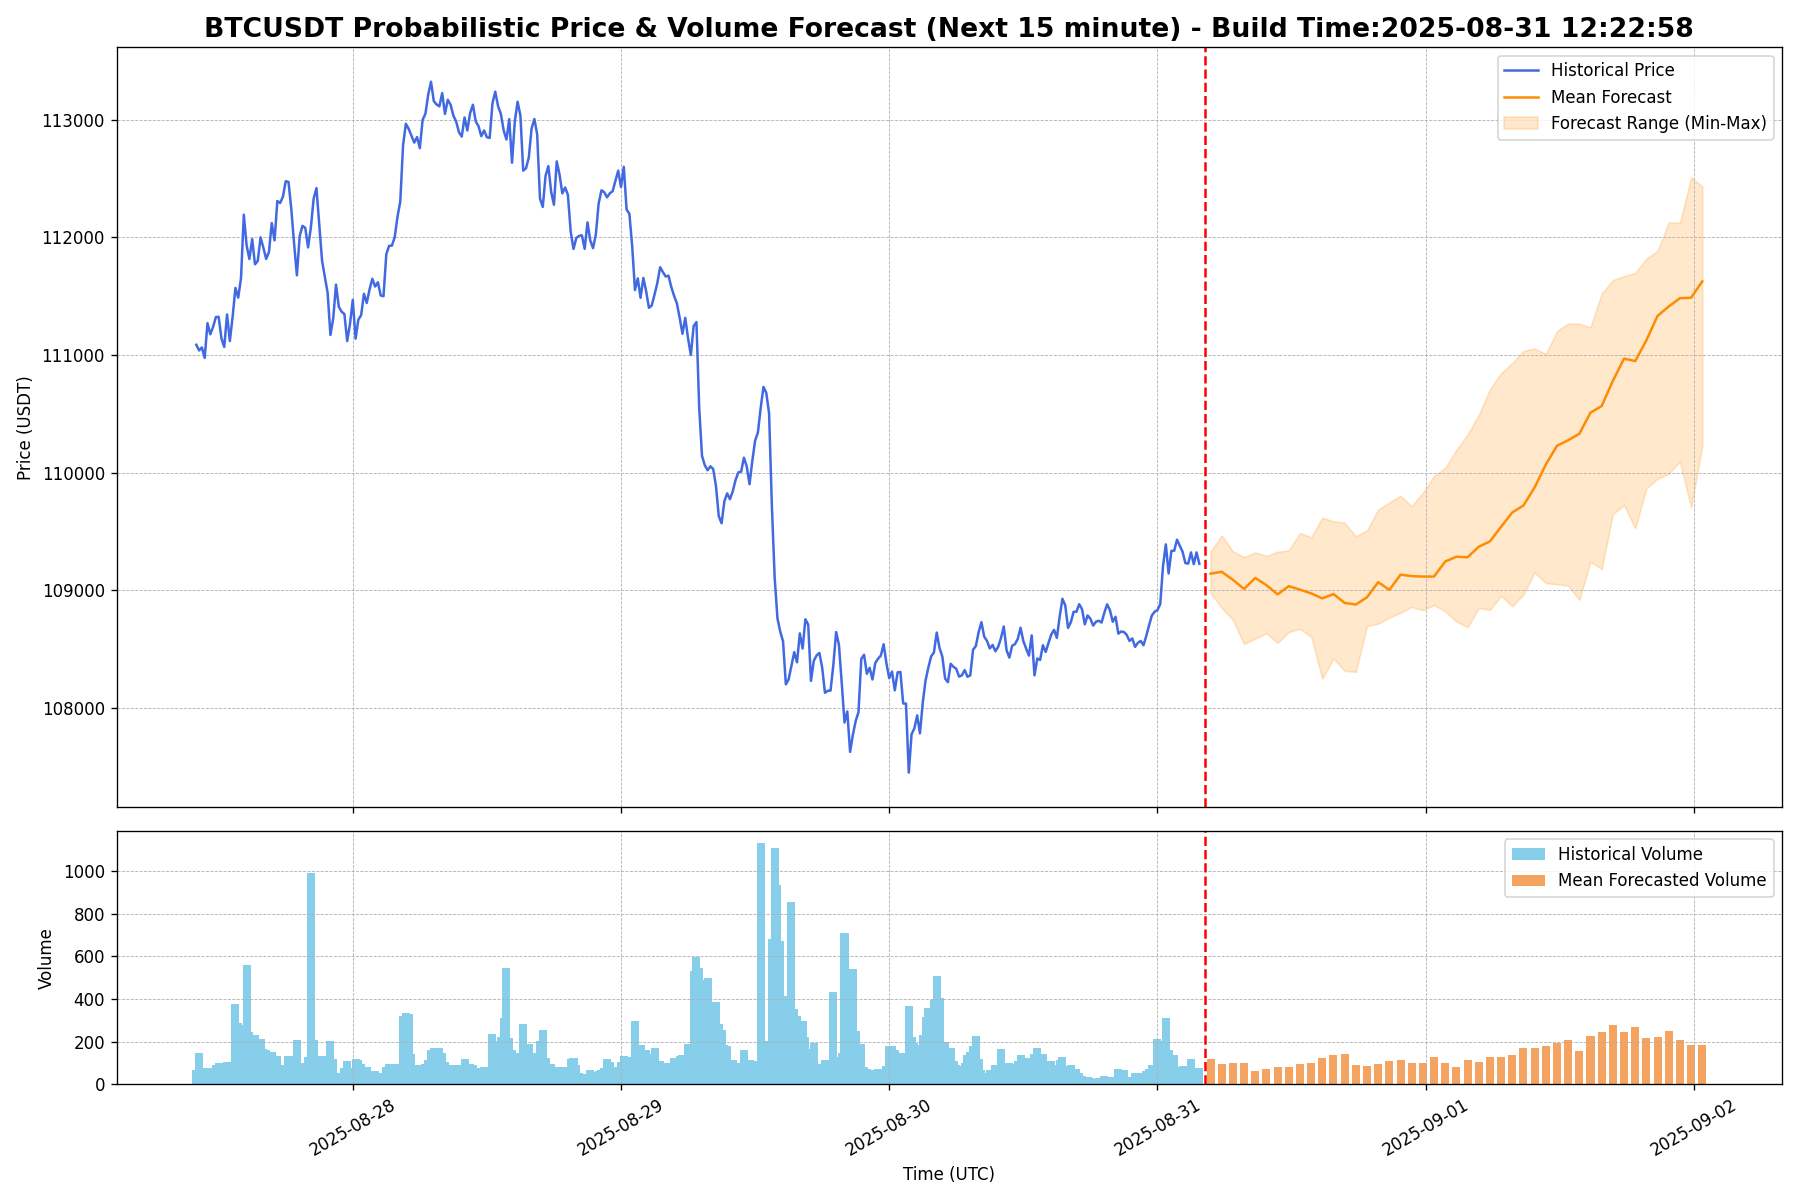 BTCUSDT Probabilistic Price & Volume Forecast (Next 15 minute) - Build Time:2025-08-31 12:22:58
Historical Price
Mean Forecast
Forecast Range (Min-Max)
113000
112000
111000
110000
109000
108000
Price (USDT)
Historical Volume
Mean Forecasted Volume
1000
800
600
400
200
0
Volume
2025-08-28
2025-08-29
2025-08-30
2025-08-31
2025-09-01
2025-09-02
Time (UTC)